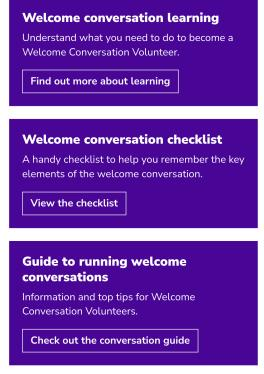 Welcome conversation learning
Understand what you need to do to become a
Welcome Conversation Volunteer.
Find out more about learning
Welcome conversation checklist
A handy checklist to help you remember the key
elements of the welcome conversation.
View the checklist
Guide to running welcome
conversations
Information and top tips for Welcome
Conversation Volunteers.
Check out the conversation guide